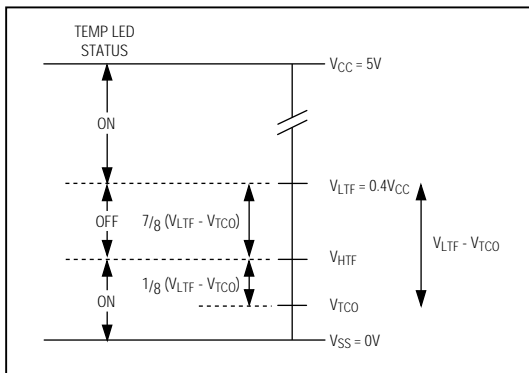 TEMP LED
STATUS
VCC = 5V
ON
VLTF = 0.4VCC
OFF
7/8 (VLTF - VTCO)
VLTF - VTCO
VHTF
1/8 (VLTF - VTCO)
ON
VTCO
VSS = 0V